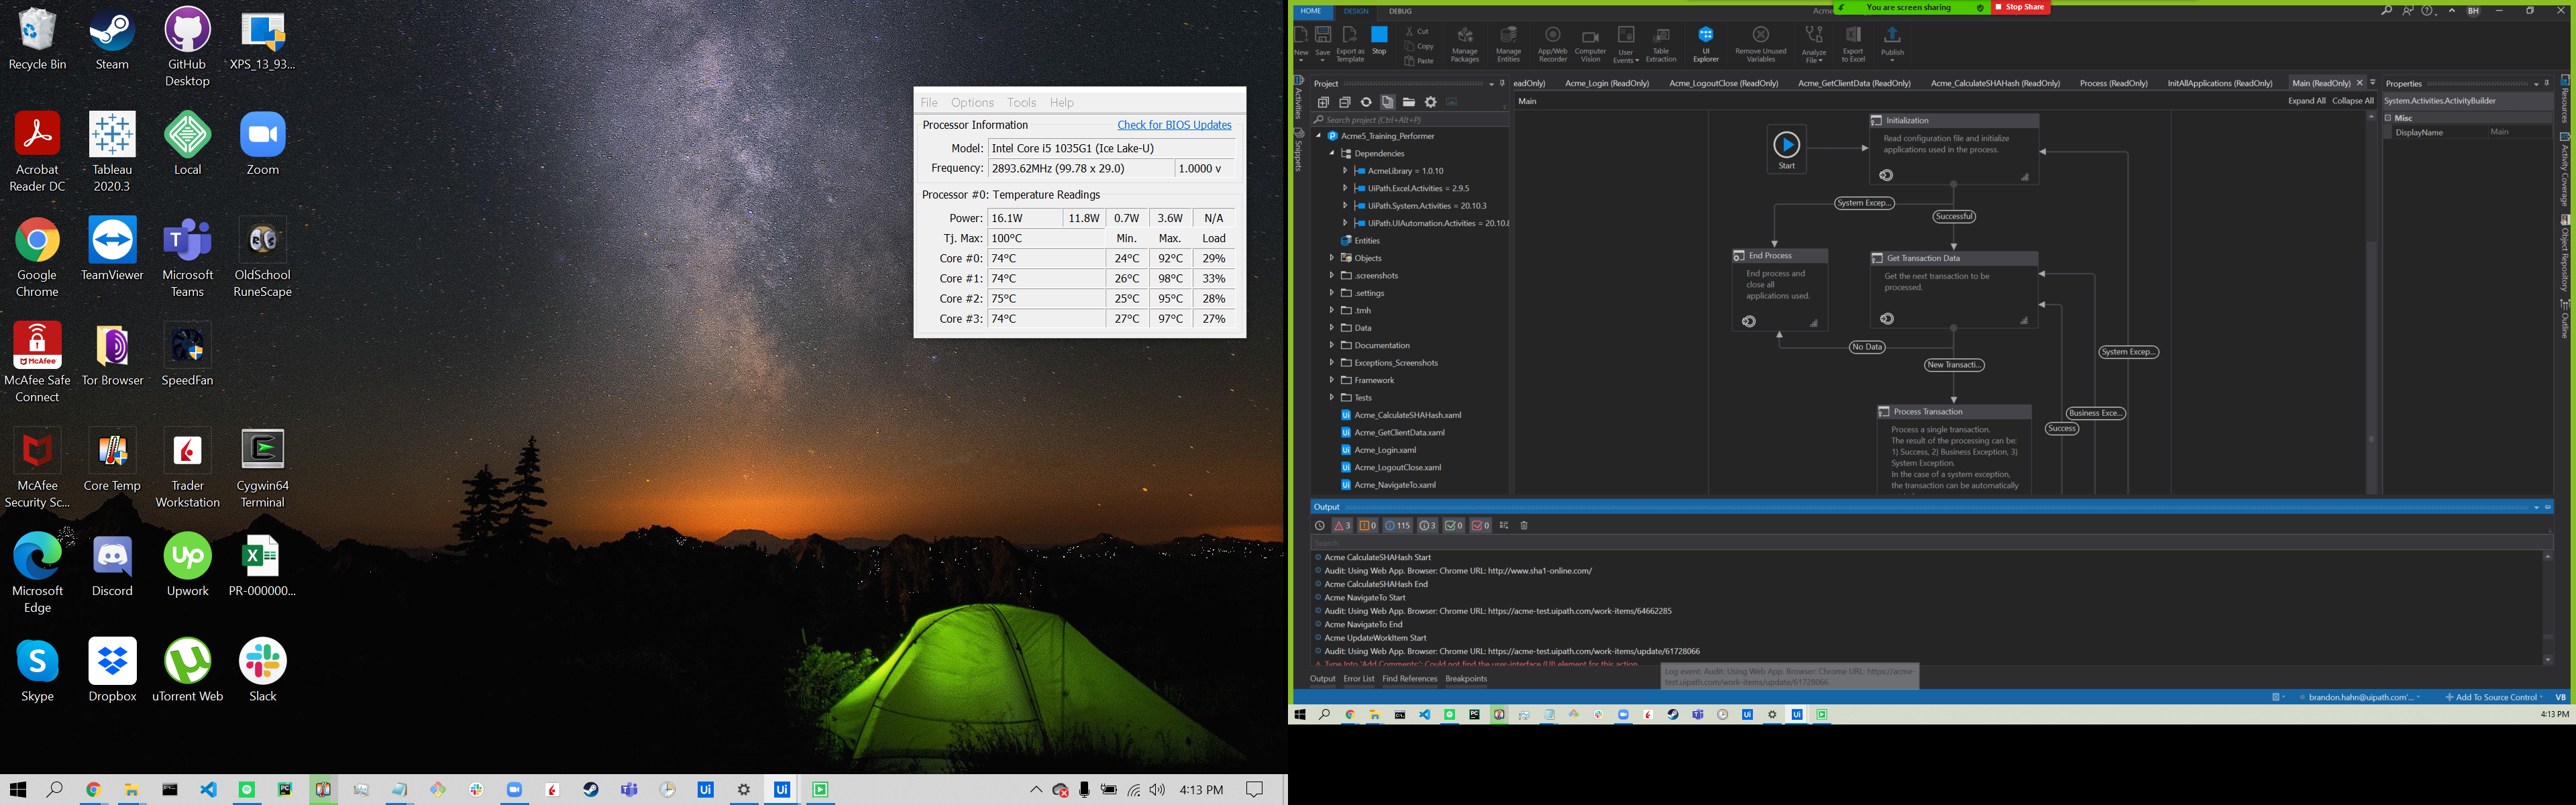 Recycle Bin
Steam
GitHub Desktop
XPS_13_93...
Acrobat Reader DC
Tableau 2020.3
Local
Zoom
Google Chrome
TeamViewer
Microsoft Teams
OldSchool RuneScape
McAfee
McAfee Safe Connect
Tor Browser
SpeedFan
McAfee Security Sc...
Core Temp
Trader Workstation
Cygwin64 Terminal
Microsoft Edge
Discord
Upwork
PR-000000...
Skype
Dropbox
uTorrent Web
Slack
File Options Tools Help
Processor Information Check for BIOS Updates
Model: Intel Core i5 1035G1 (Ice Lake-U)
Frequency: 2893.62MHz (99.78 x 29.0) 1.0000 v
Processor #0: Temperature Readings
Power: 16.1W 11.8W 0.7W 3.6W N/A
Tj. Max: 100°C Min. Max. Load
Core #0: 74°C 24°C 92°C 29%
Core #1: 74°C 26°C 98°C 33%
Core #2: 75°C 25°C 95°C 28%
Core #3: 74°C 27°C 97°C 27%
4:13 PM
HOME DESIGN DEBUG
Acme
You are screen sharing Stop Share
BH
New
Save
Export as Template
Stop
Cut
Copy
Paste
Manage Packages
Manage Entities
App/Web Recorder
Computer Vision
User Events
Table Extraction
UI Explorer
Remove Unused Variables
Analyze File
Export to Excel
Publish
Activities
Snippets
Project
Search project (Ctrl+Alt+P)
Acme5_Training_Performer
Dependencies
AcmeLibrary = 1.0.10
UiPath.Excel.Activities = 2.9.5
UiPath.System.Activities = 20.10.3
UiPath.UIAutomation.Activities = 20.10.8
Entities
Objects
.screenshots
.settings
.tmh
Data
Documentation
Exceptions_Screenshots
Framework
Tests
Acme_CalculateSHAHash.xaml
Acme_GetClientData.xaml
Acme_Login.xaml
Acme_LogoutClose.xaml
Acme_NavigateTo.xaml
eadOnly) Acme_Login (ReadOnly) Acme_LogoutClose (ReadOnly) Acme_GetClientData (ReadOnly) Acme_CalculateSHAHash (ReadOnly) Process (ReadOnly) InitAllApplications (ReadOnly) Main (ReadOnly)
Main Expand All Collapse All
Start
Initialization
Read configuration file and initialize
applications used in the process.
System Excep...
Successful
End Process
End process and
close all
applications used.
Get Transaction Data
Get the next transaction to be
processed.
No Data
New Transacti...
System Excep...
Business Exce...
Success
Process Transaction
Process a single transaction.
The result of the processing can be:
1) Success, 2) Business Exception, 3)
System Exception.
In the case of a system exception,
the transaction can be automatically
Properties
System.Activities.ActivityBuilder
Misc
DisplayName Main
Resources
Activity Coverage
Object Repository
Outline
Output
3 0 115 3 0 0
Search
Acme CalculateSHAHash Start
Audit: Using Web App. Browser: Chrome URL: http://www.sha1-online.com/
Acme CalculateSHAHash End
Acme NavigateTo Start
Audit: Using Web App. Browser: Chrome URL: https://acme-test.uipath.com/work-items/64662285
Acme NavigateTo End
Acme UpdateWorkItem Start
Audit: Using Web App. Browser: Chrome URL: https://acme-test.uipath.com/work-items/update/61728066
Type Into 'Add Comments': Could not find the user-interface (UI) element for this action.
Log event: Audit: Using Web App. Browser: Chrome URL: https://acme-
test.uipath.com/work-items/update/61728066
Output Error List Find References Breakpoints
brandon.hahn@uipath.com'... Add To Source Control VB
4:13 PM